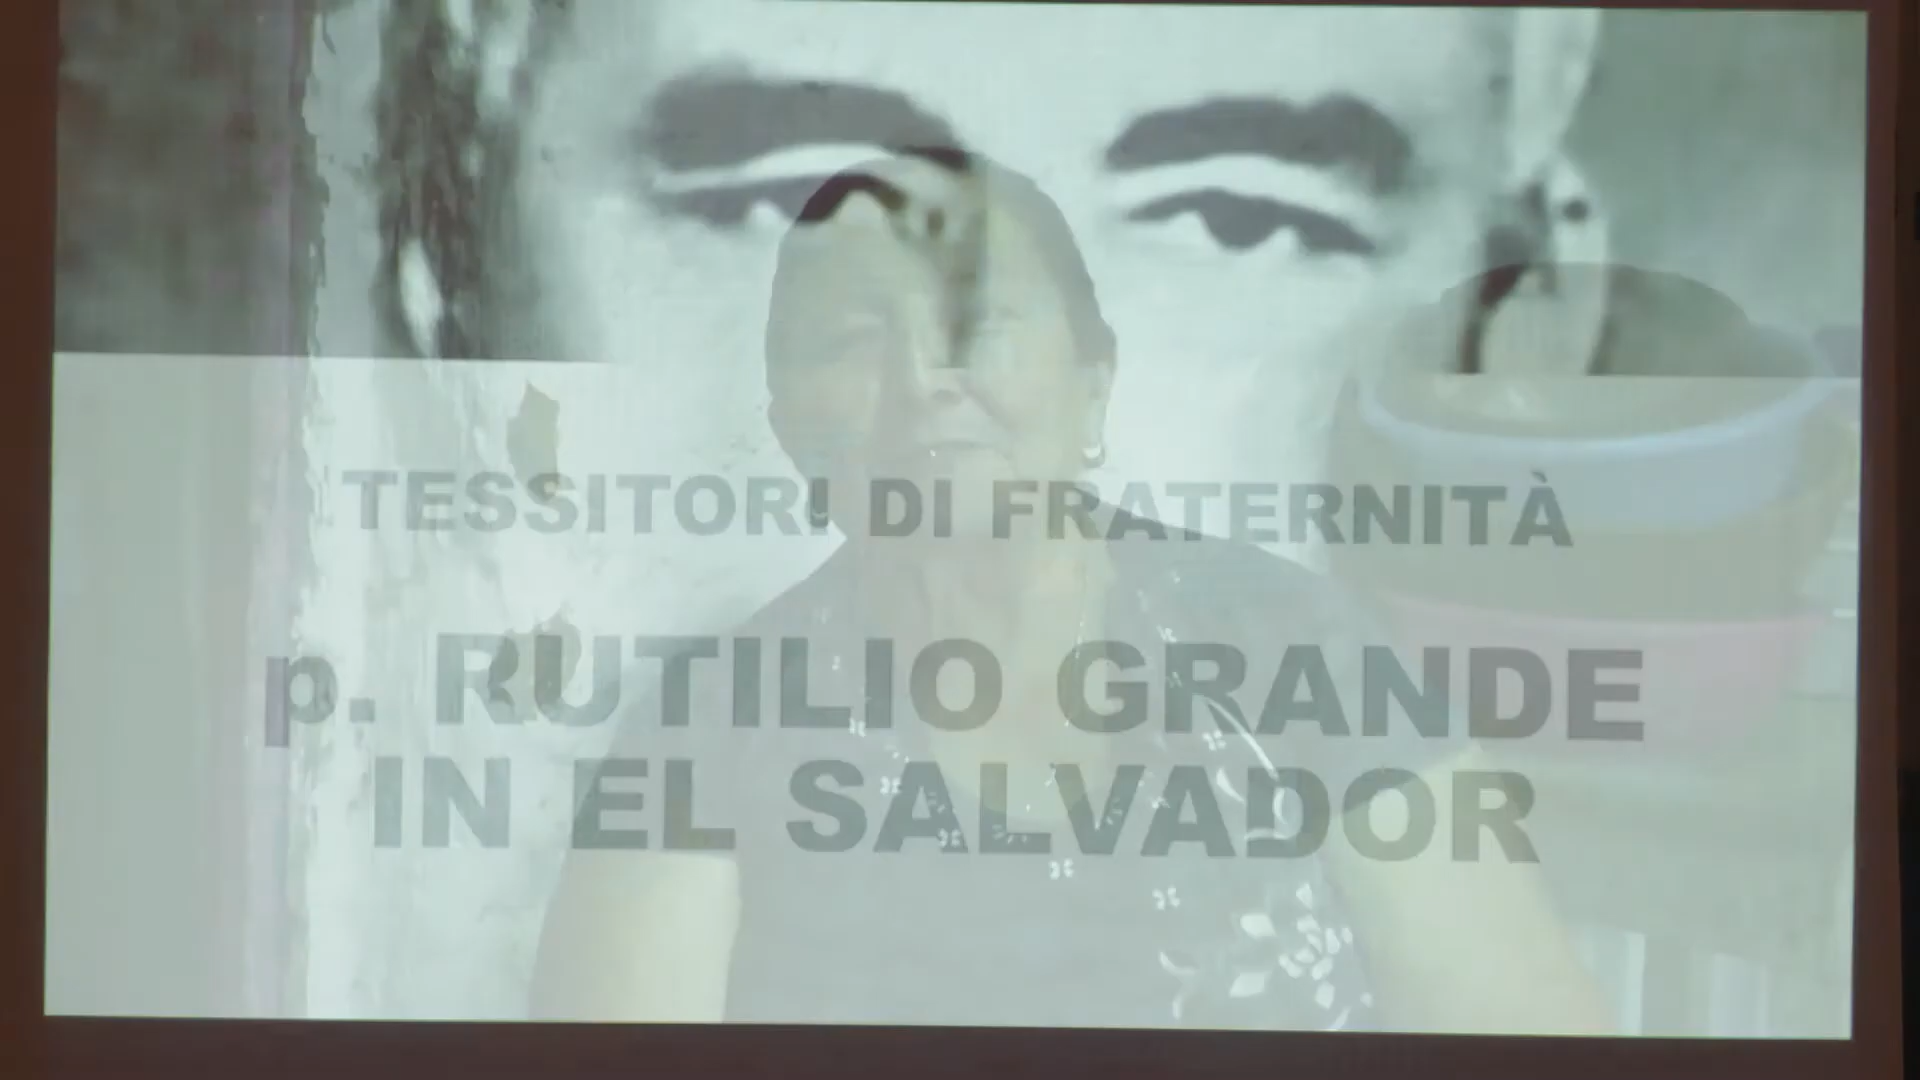 TESSITORI DI FRATERNITÀ
p. RUTILIO GRANDE
IN EL SALVADOR